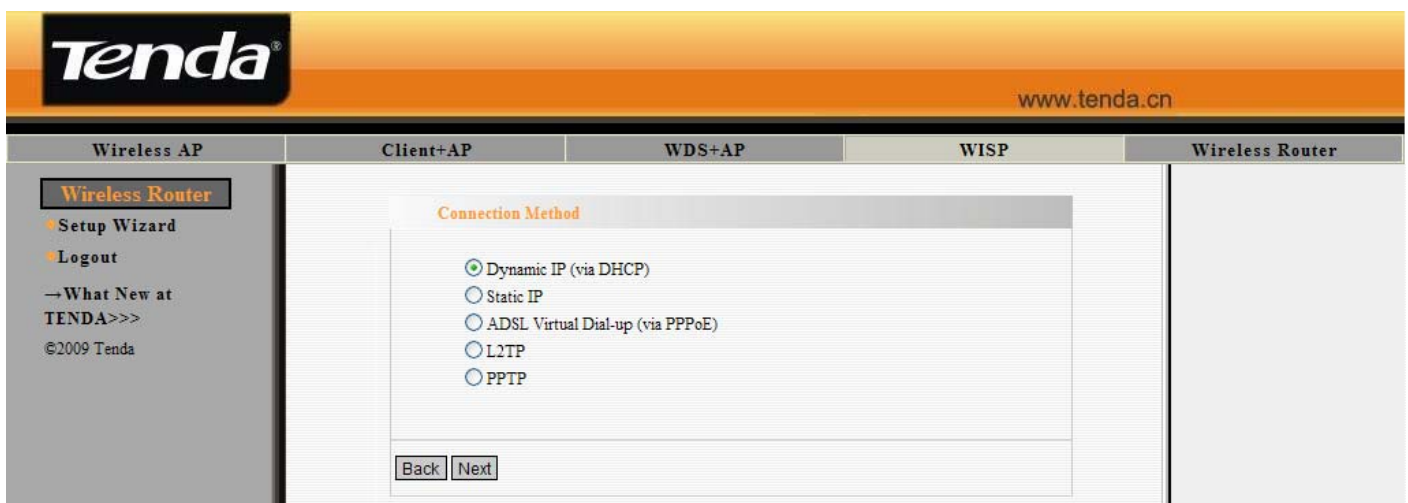 Tenda®
www.tenda.cn
Wireless AP Client+AP WDS+AP WISP Wireless Router
Wireless Router
Setup Wizard
Logout
→What New at
TENDA>>>
©2009 Tenda
Connection Method
Dynamic IP (via DHCP)
Static IP
ADSL Virtual Dial-up (via PPPoE)
L2TP
PPTP
Back Next